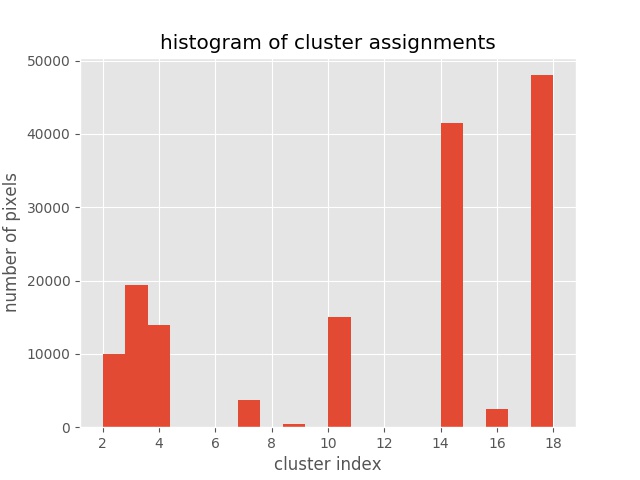 histogram of cluster assignments
50000
40000
30000
20000
10000
0
number of pixels
2 4 6 8 10 12 14 16 18
cluster index